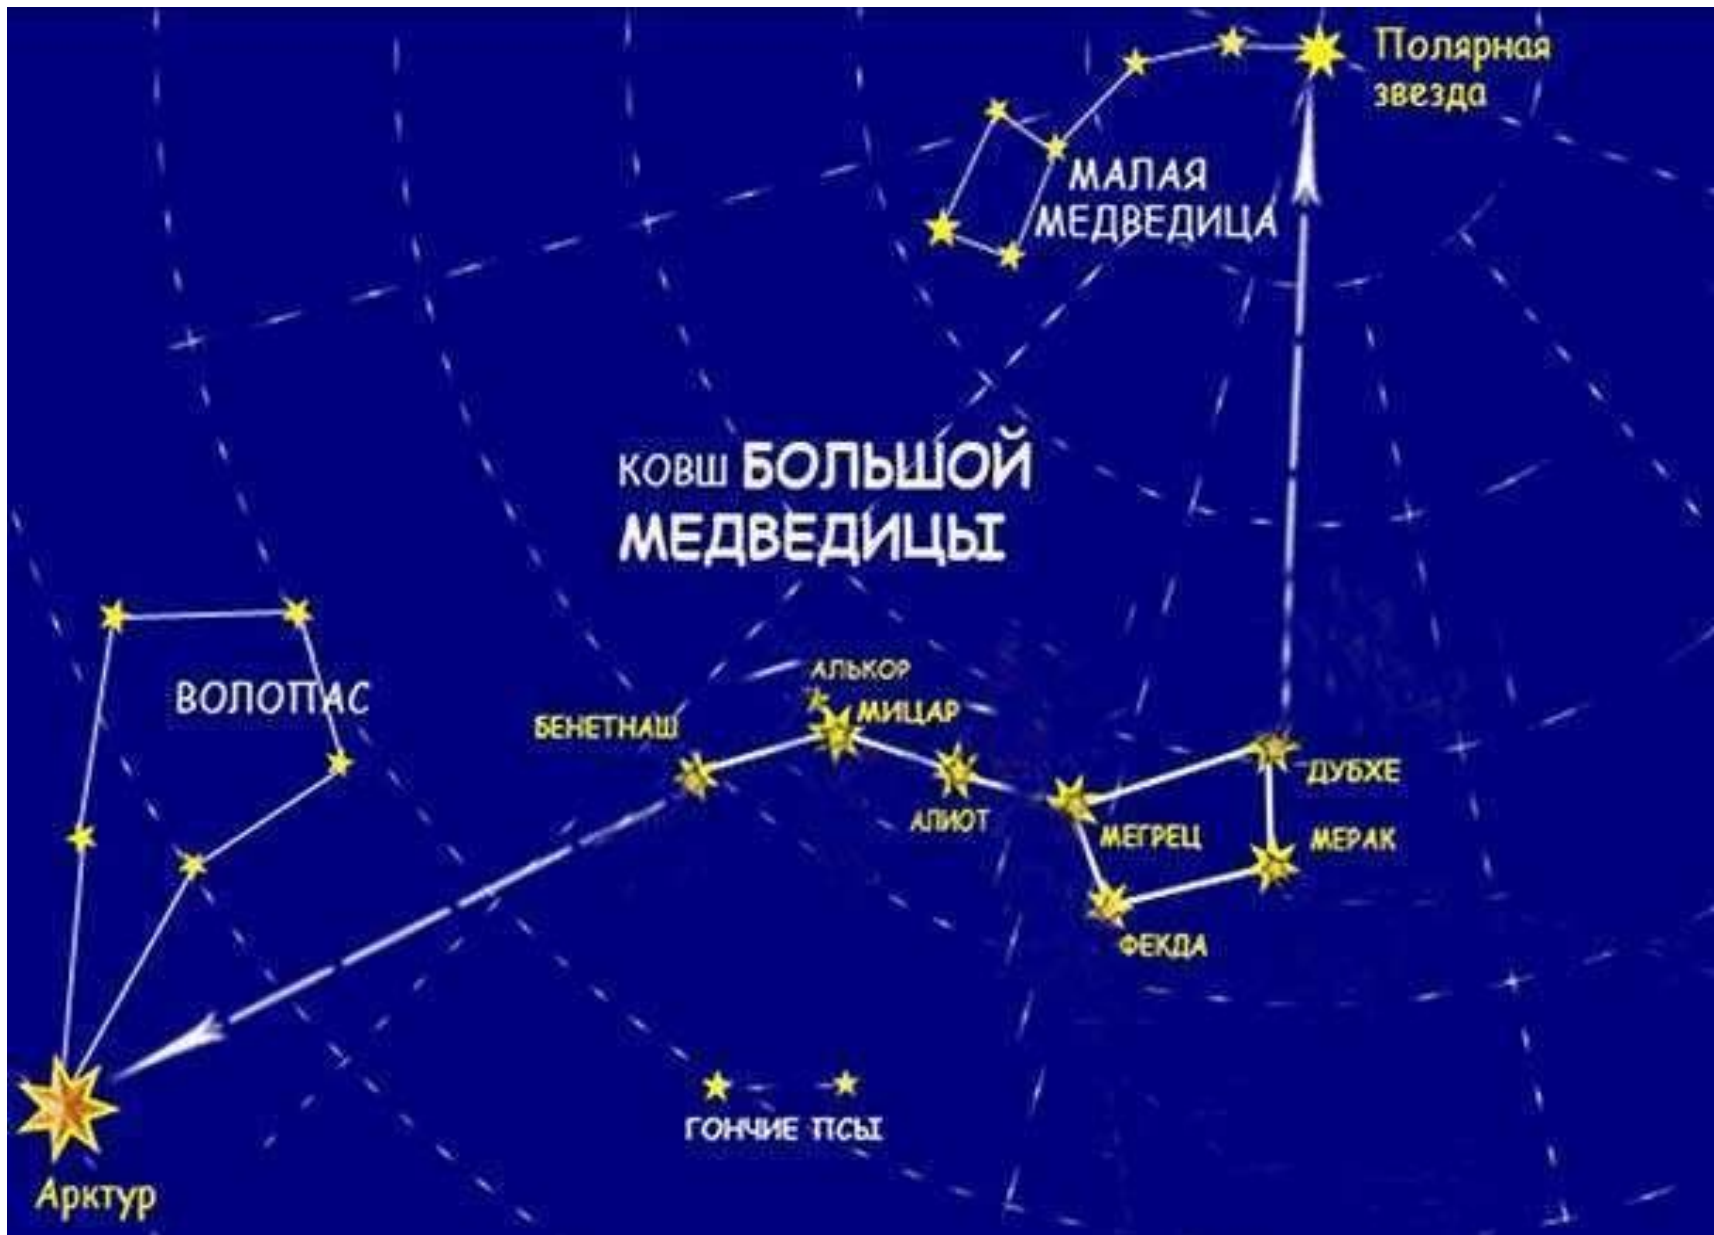 Полярная
звезда
МАЛАЯ
МЕДВЕДИЦА
КОВШ БОЛЬШОЙ
МЕДВЕДИЦЫ
ВОЛОПАС
АЛЬКОР
МИЦАР
БЕНЕТНАШ
АЛИОТ
МЕГРЕЦ
ДУБХЕ
МЕРАК
ФЕКДА
ГОНЧИЕ ПСЫ
Арктур